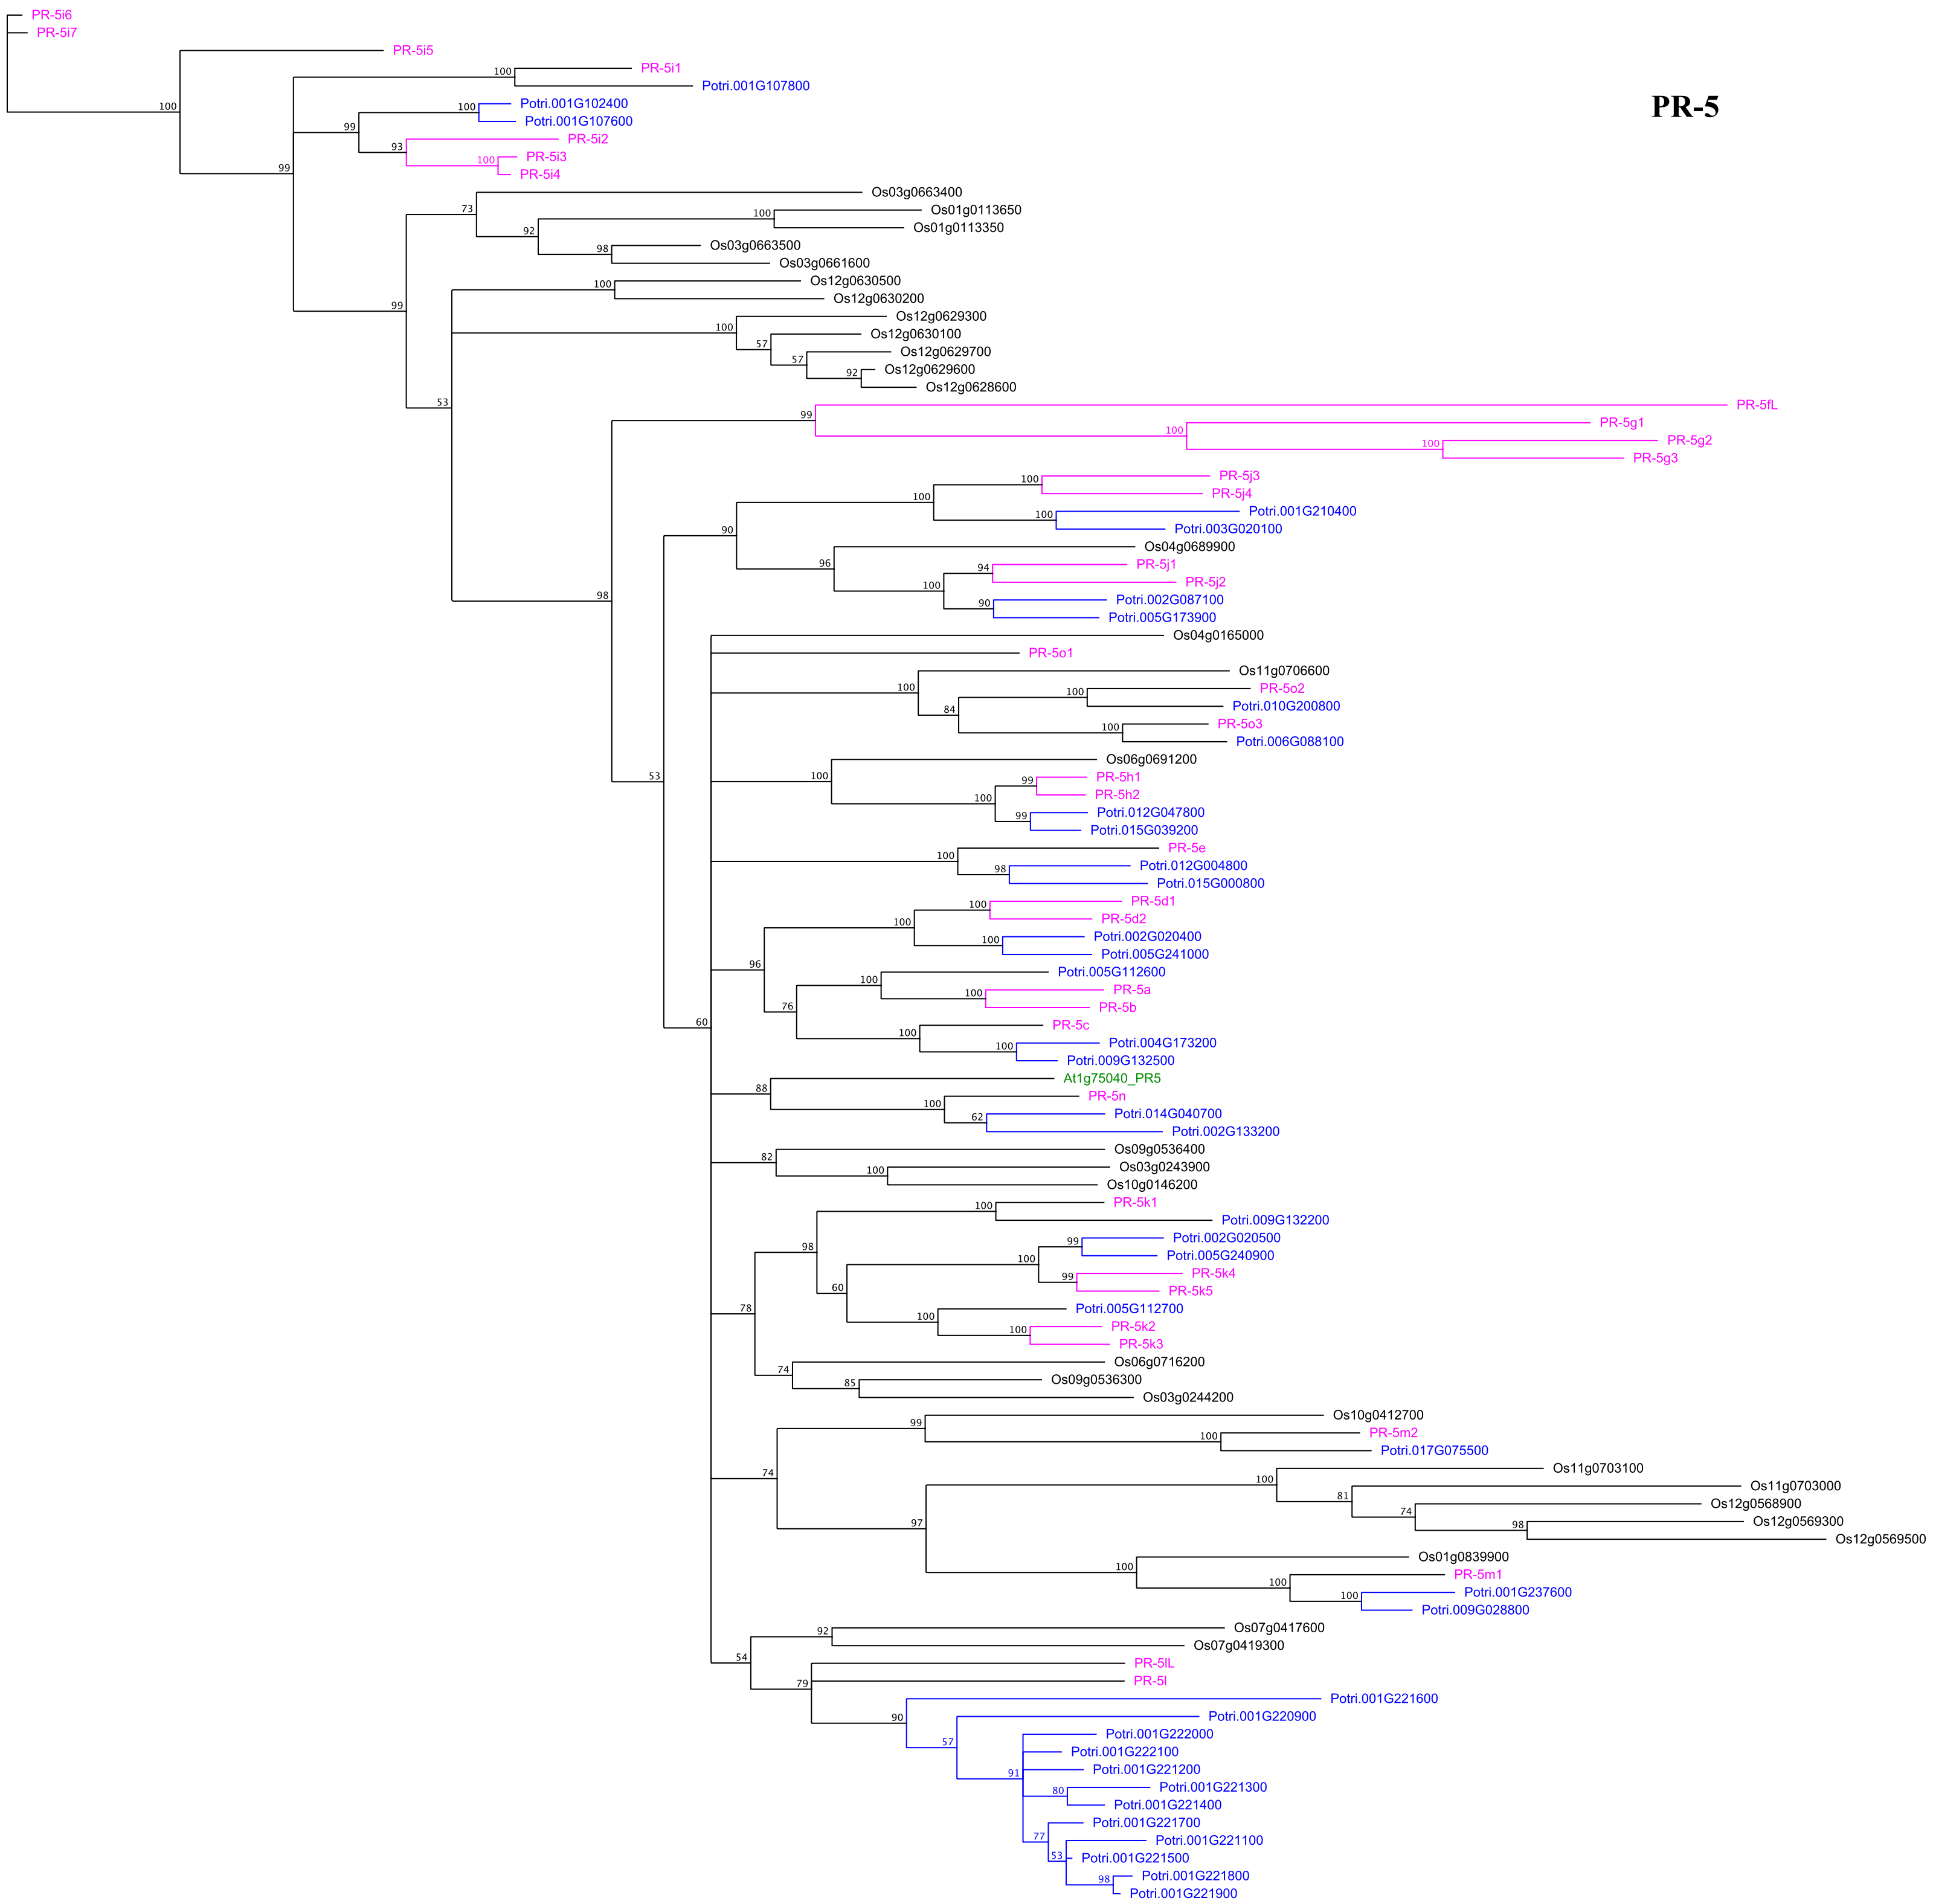 PR-5i6
PR-5i7
PR-5i5
100
PR-5i1
Potri.001G107800
PR-5
100
Potri.001G102400
100
Potri.001G107600
99
PR-5i2
93
PR-5i3
100
PR-5i4
99
Os03g0663400
73
Os01g0113650
100
Os01g0113350
92
Os03g0663500
98
Os03g0661600
99
Os12g0630500
100
Os12g0630200
Os12g0629300
100
Os12g0630100
57
Os12g0629700
57
Os12g0629600
92
Os12g0628600
53
PR-5fL
99
PR-5g1
100
PR-5g2
100
PR-5g3
PR-5j3
100
PR-5j4
100
Potri.001G210400
100
Potri.003G020100
90
Os04g0689900
96
PR-5j1
94
PR-5j2
100
Potri.002G087100
90
Potri.005G173900
98
Os04g0165000
PR-5o1
Os11g0706600
100
PR-5o2
100
Potri.010G200800
84
PR-5o3
100
Potri.006G088100
53
Os06g0691200
100
PR-5h1
99
PR-5h2
100
Potri.012G047800
99
Potri.015G039200
PR-5e
100
Potri.012G004800
98
Potri.015G000800
PR-5d1
100
PR-5d2
100
Potri.002G020400
100
Potri.005G241000
96
Potri.005G112600
100
PR-5a
100
PR-5b
76
PR-5c
100
Potri.004G173200
100
Potri.009G132500
60
At1g75040_PR5
88
PR-5n
100
Potri.014G040700
62
Potri.002G133200
Os09g0536400
82
Os03g0243900
100
Os10g0146200
PR-5k1
100
Potri.009G132200
98
Potri.002G020500
99
Potri.005G240900
100
PR-5k4
99
PR-5k5
60
Potri.005G112700
100
PR-5k2
100
PR-5k3
78
Os06g0716200
74
Os09g0536300
85
Os03g0244200
Os10g0412700
99
PR-5m2
100
Potri.017G075500
74
Os11g0703100
100
Os11g0703000
81
Os12g0568900
74
Os12g0569300
98
Os12g0569500
97
Os01g0839900
100
PR-5m1
100
Potri.001G237600
100
Potri.009G028800
Os07g0417600
92
Os07g0419300
54
PR-5lL
PR-5l
79
Potri.001G221600
90
Potri.001G220900
57
Potri.001G222000
Potri.001G222100
Potri.001G221200
91
Potri.001G221300
80
Potri.001G221400
Potri.001G221700
77
Potri.001G221100
53
Potri.001G221500
Potri.001G221800
98
Potri.001G221900